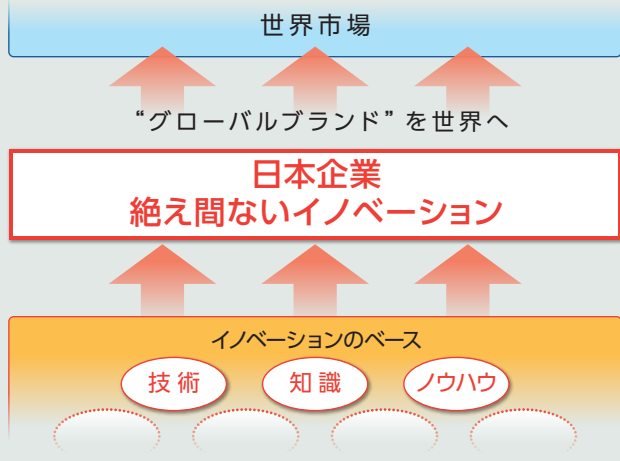 世界市場
“グローバルブランド”を世界へ
日本企業
絶え間ないイノベーション
イノベーションのベース
技術
知識
ノウハウ